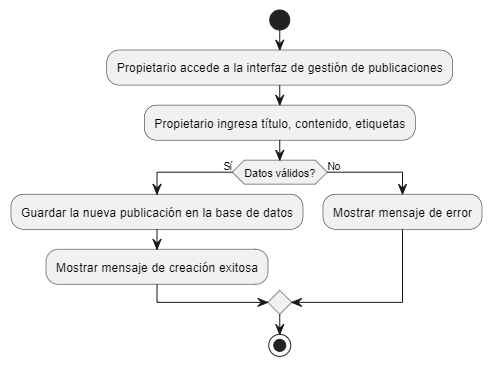 Propietario accede a la interfaz de gestión de publicaciones
Propietario ingresa título, contenido, etiquetas
Sí
Datos válidos?
No
Guardar la nueva publicación en la base de datos
Mostrar mensaje de error
Mostrar mensaje de creación exitosa